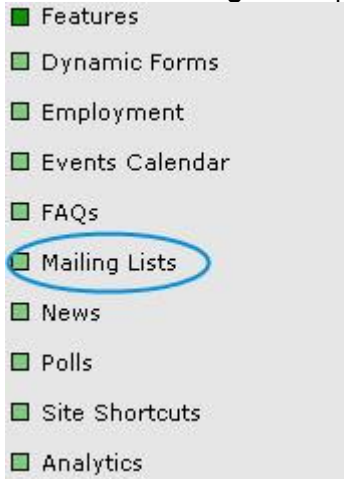 Features
Dynamic Forms
Employment
Events Calendar
FAQs
Mailing Lists
News
Polls
Site Shortcuts
Analytics